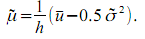 μ̃ = 1/h (ū − 0.5 σ̃ ²).